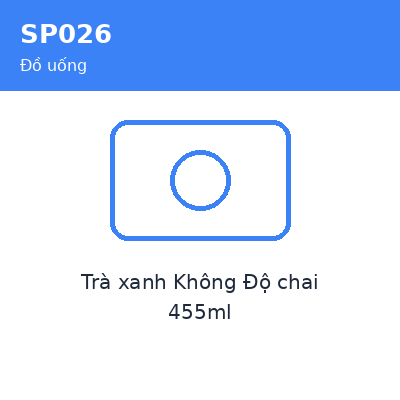 SP026
Đồ uống
Trà xanh Không Độ chai
455ml